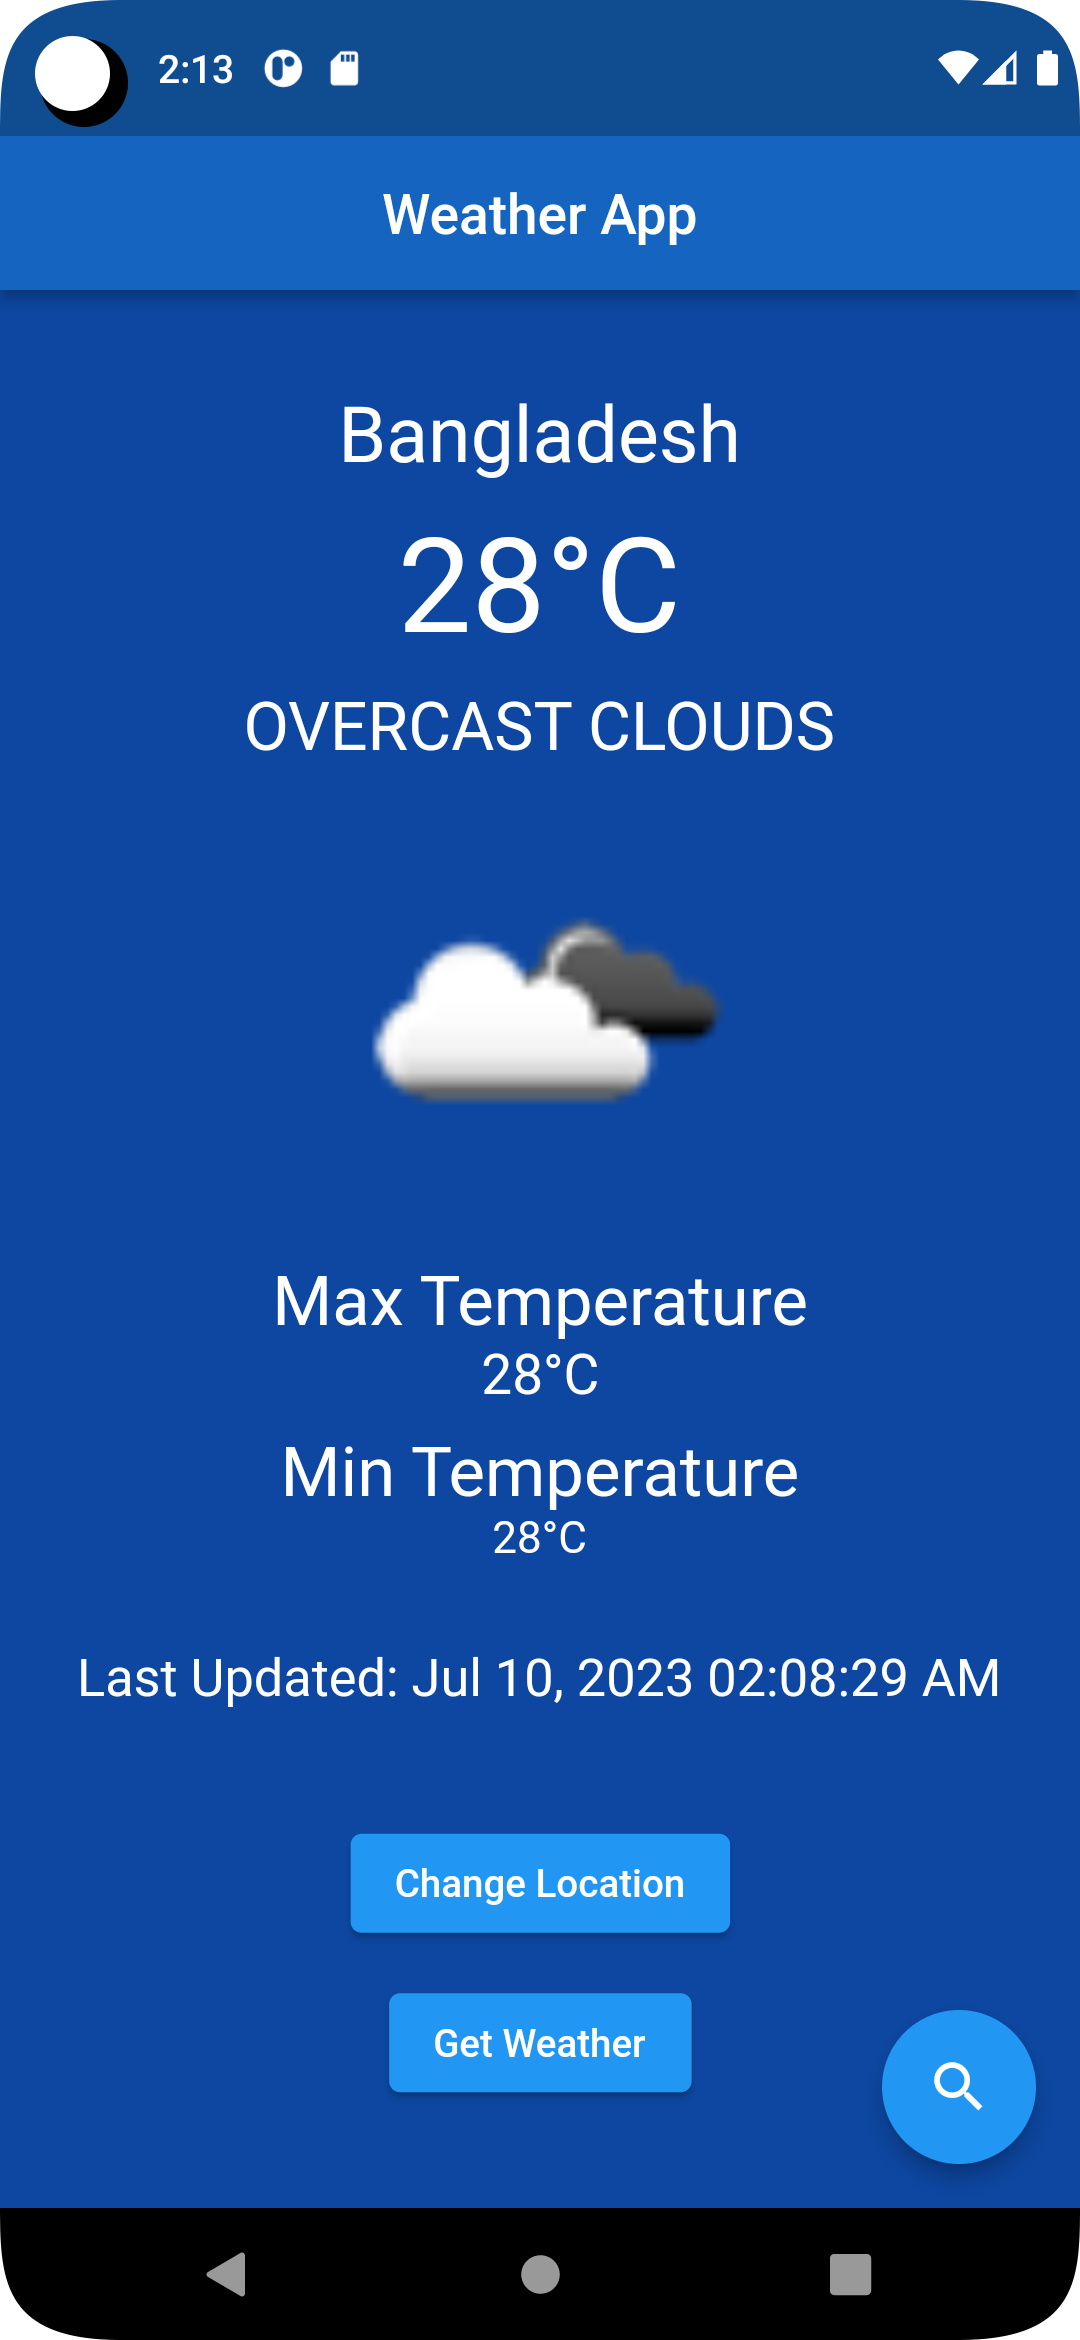 2:13
Weather App
Bangladesh
28°C
OVERCAST CLOUDS
Max Temperature
28°C
Min Temperature
28°C
Last Updated: Jul 10, 2023 02:08:29 AM
Change Location
Get Weather